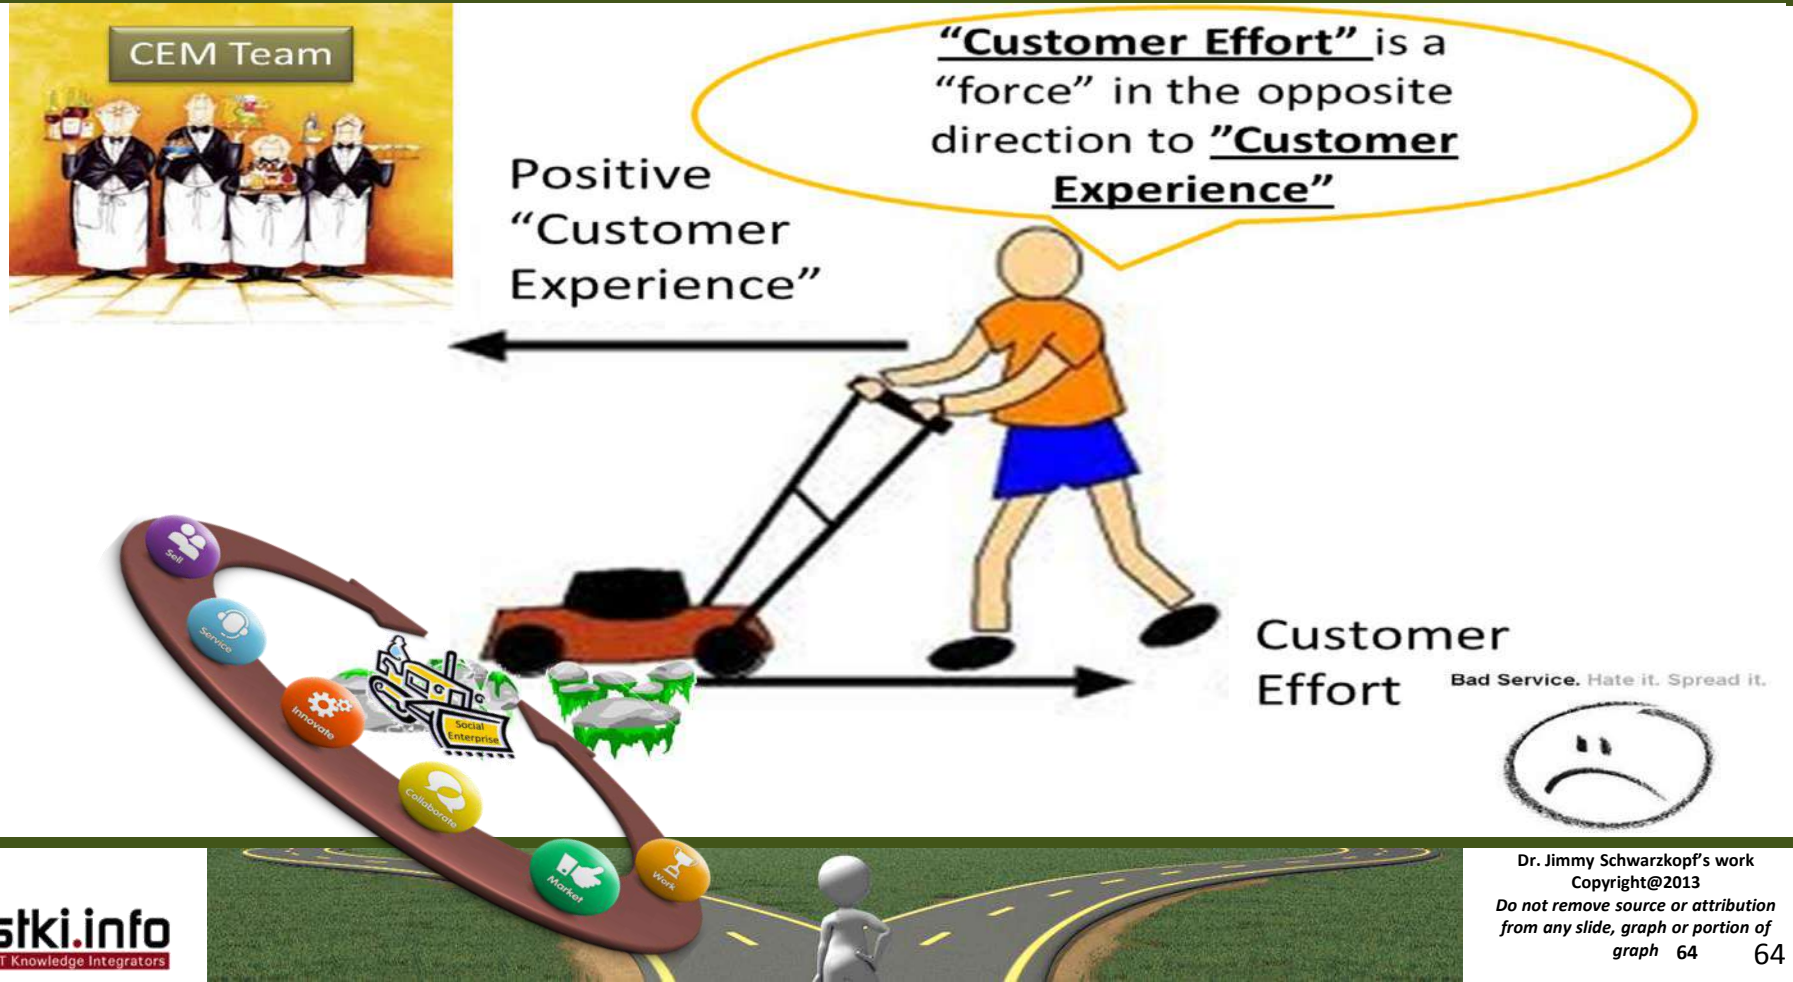 CEM Team
“Customer Effort” is a
“force” in the opposite
direction to ”Customer
Experience”
Positive
“Customer
Experience”
Sell
Service
Innovate
Collaborate
Market
Work
Social
Enterprise
Customer
Effort
Bad Service. Hate it. Spread it.
stki.info
IT Knowledge Integrators
Dr. Jimmy Schwarzkopf’s work
Copyright@2013
Do not remove source or attribution
from any slide, graph or portion of
graph 64
64